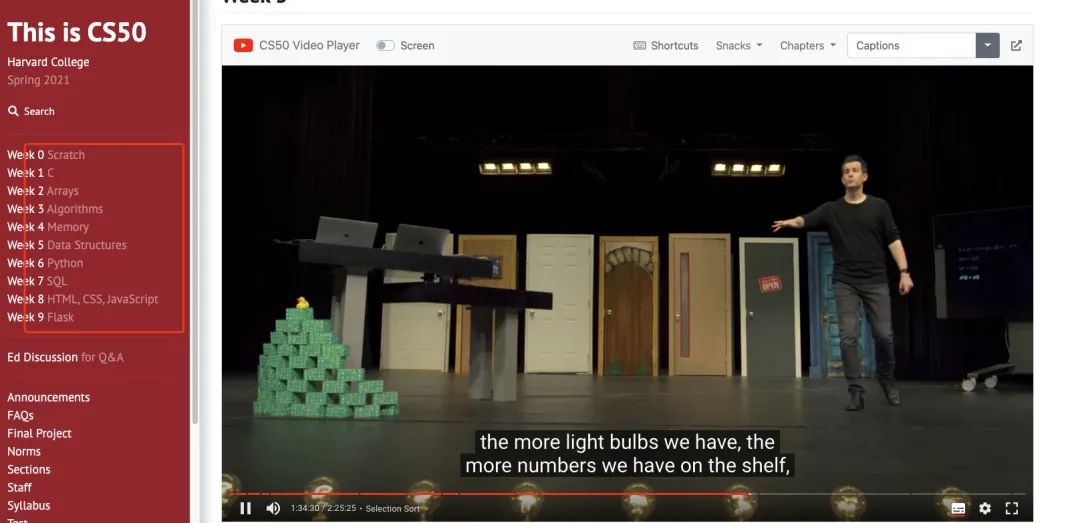 This is CS50
Harvard College
Spring 2021
Search
Week 0 Scratch
Week 1 C
Week 2 Arrays
Week 3 Algorithms
Week 4 Memory
Week 5 Data Structures
Week 6 Python
Week 7 SQL
Week 8 HTML, CSS, JavaScript
Week 9 Flask
Ed Discussion for Q&A
Announcements
FAQs
Final Project
Norms
Sections
Staff
Syllabus
CS50 Video Player
Screen
Shortcuts
Snacks
Chapters
Captions
OPEN
the more light bulbs we have, the
more numbers we have on the shelf,
1:34:30 / 2:25:25 • Selection Sort